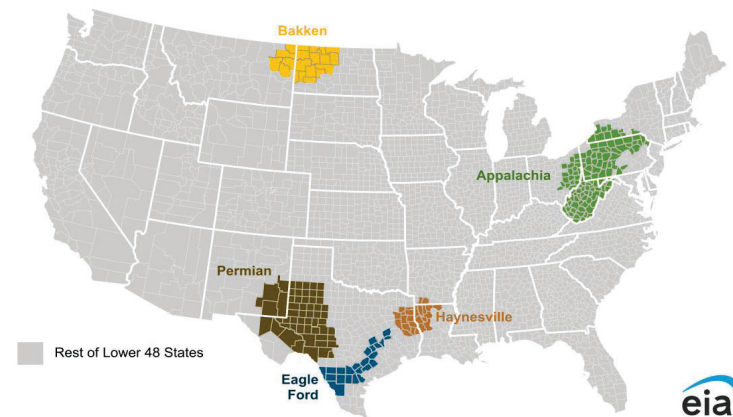 Bakken
Appalachia
Permian
Haynesville
Rest of Lower 48 States
Eagle
Ford
eia